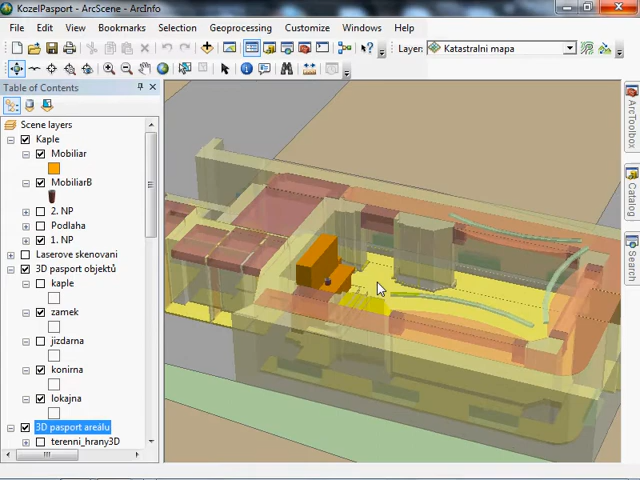 KozelPasport - ArcScene - ArcInfo
File Edit View Bookmarks Selection Geoprocessing Customize Windows Help
Layer: Katastralni mapa
Table Of Contents
Scene layers
Kaple
Mobiliar
MobiliarB
2. NP
Podlaha
1. NP
Laserove skenovani
3D pasport objektů
kaple
zamek
jizdarna
konirna
lokajna
3D pasport areálu
terenni_hrany3D
ArcToolbox
Catalog
Search